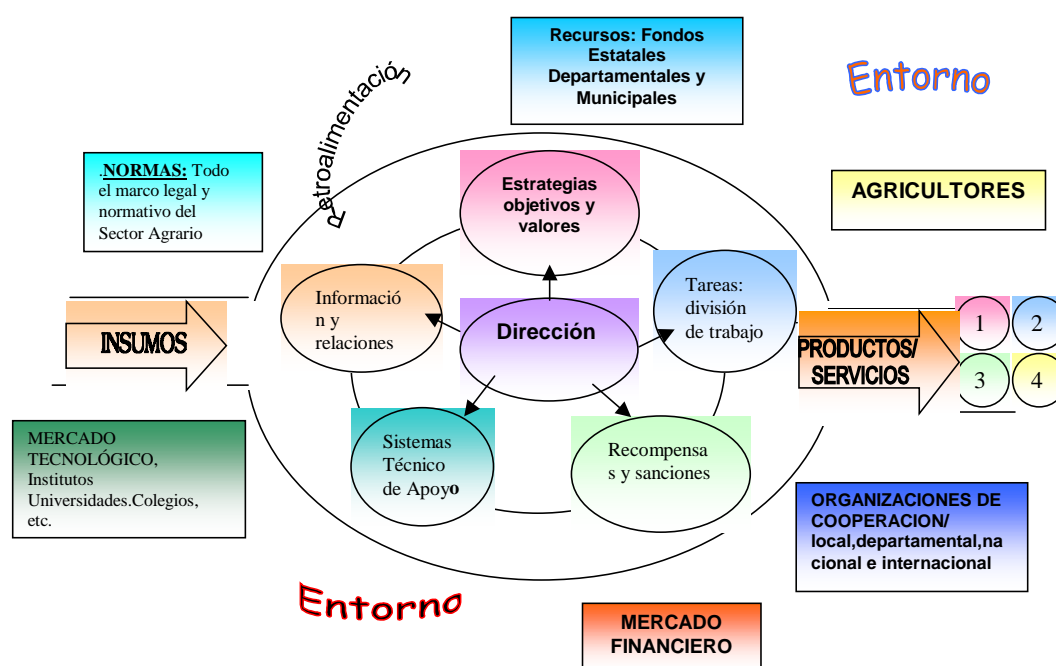 Recursos: Fondos
Estatales
Departamentales y
Municipales
Entorno
Retroalimentación
.NORMAS: Todo
el marco legal y
normativo del
Sector Agrario
Estrategias
objetivos y
valores
AGRICULTORES
Informació
n y
relaciones
Dirección
Tareas:
división
de trabajo
INSUMOS
PRODUCTOS/
SERVICIOS
1
2
3
4
Sistemas
Técnico
de Apoyo
Recompensa
s y sanciones
MERCADO
TECNOLÓGICO,
Institutos
Universidades.Colegios,
etc.
ORGANIZACIONES DE
COOPERACION/
local,departamental,na
cional e internacional
Entorno
MERCADO
FINANCIERO